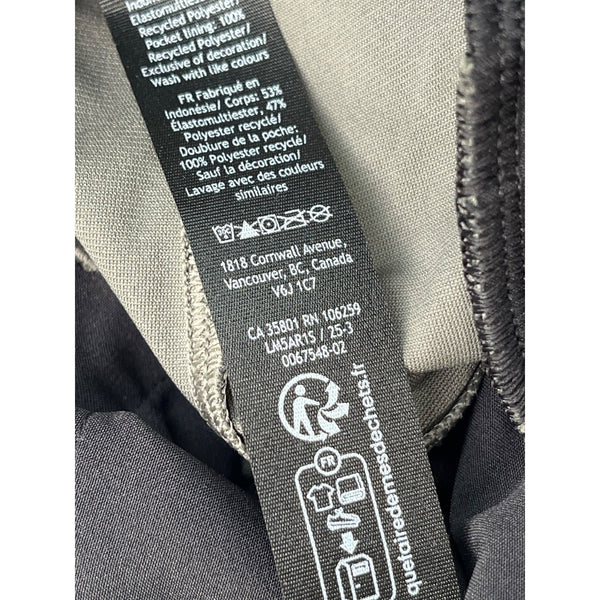 Elastomultiester/
Recycled Polyester/
Pocket lining: 100%
Recycled Polyester/
Exclusive of decoration/
Wash with like colours
FR Fabriqué en
Indonésie/ Corps: 53%
Élastomultiester, 47%
Polyester recyclé/
Doublure de la poche:
100% Polyester recyclé/
Sauf la décoration/
Lavage avec des couleurs
similaires
1818 Cornwall Avenue,
Vancouver, BC, Canada
V6J 1C7
CA 35801 RN 106259
LM5AR1S / 25-3
0067548-02
FR
quefairedemesdechets.fr